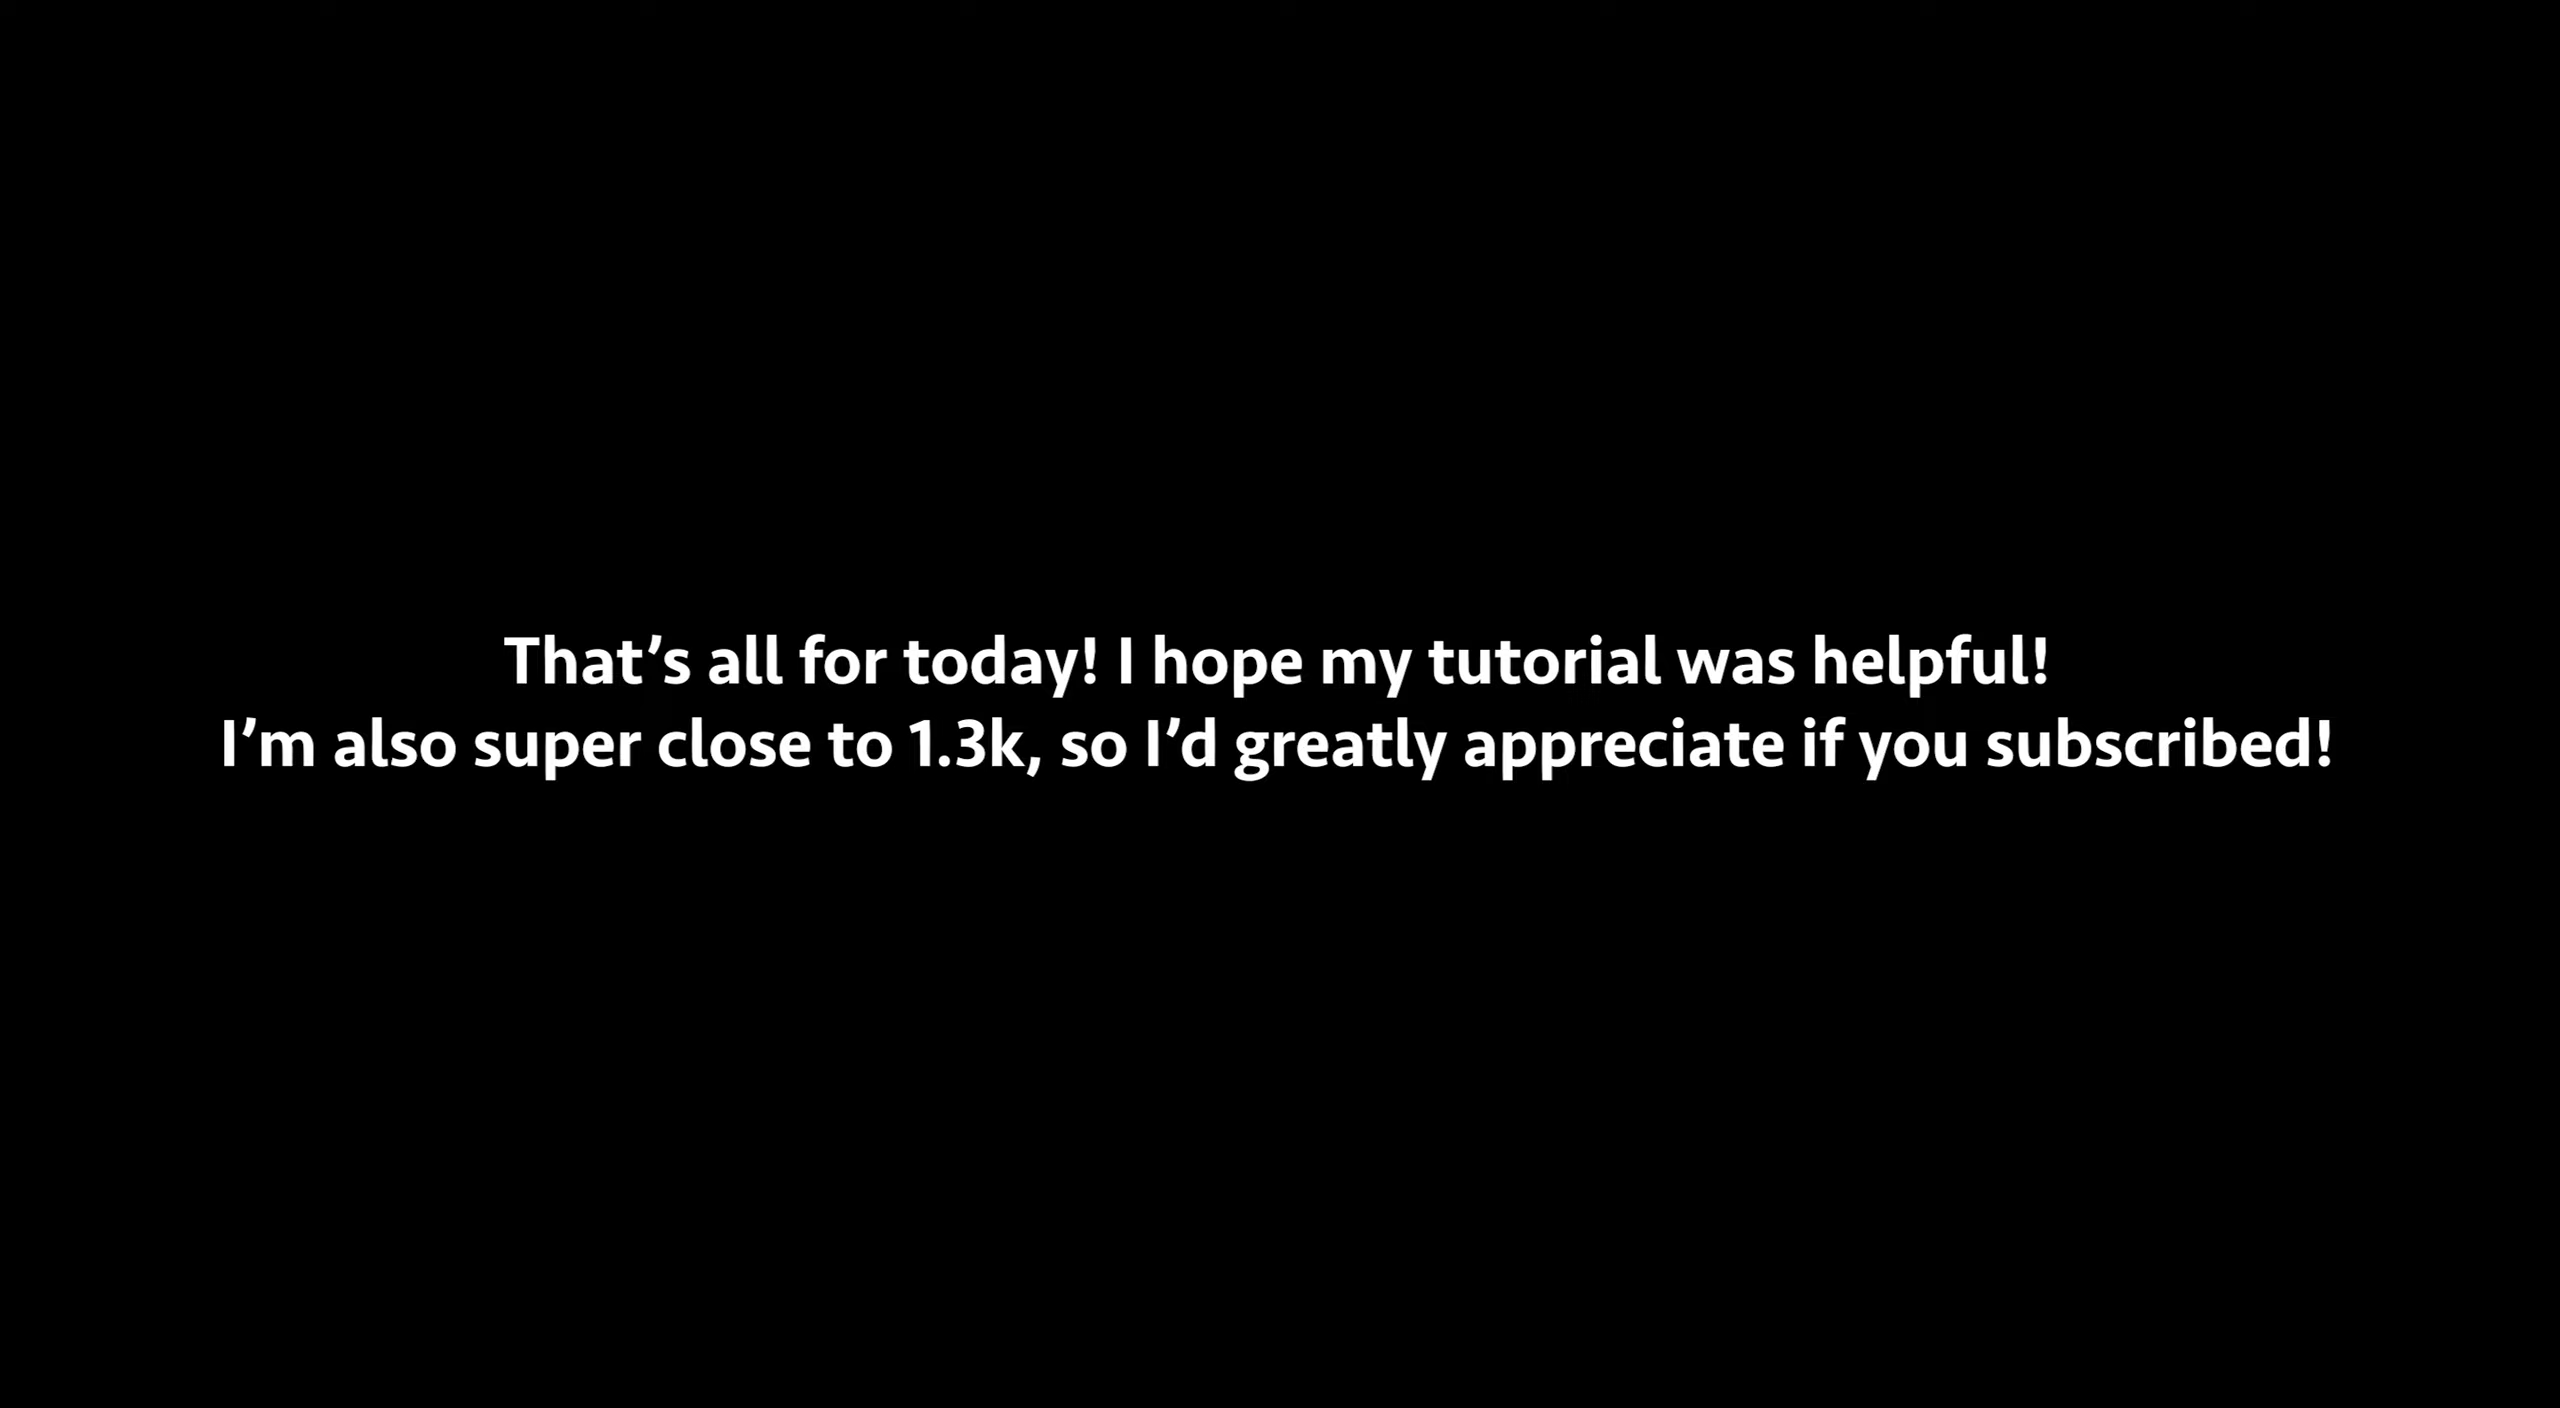 That’s all for today! I hope my tutorial was helpful!
I’m also super close to 1.3k, so I’d greatly appreciate if you subscribed!